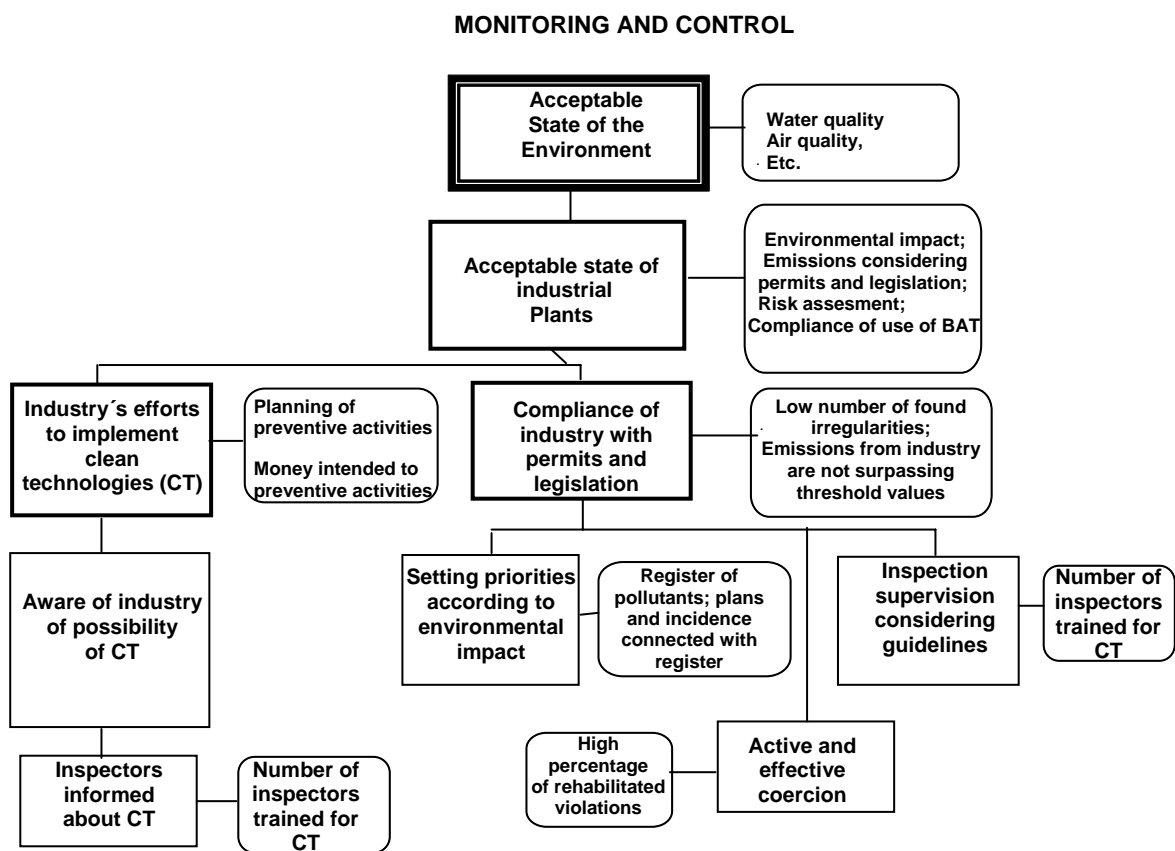 MONITORING AND CONTROL
Acceptable
State of the
Environment
Water quality
Air quality,
. Etc.
Acceptable state of
industrial
Plants
Environmental impact;
Emissions considering
permits and legislation;
Risk assesment;
Compliance of use of BAT
Industry´s efforts
to implement
clean
technologies (CT)
Planning of
preventive activities
Money intended to
preventive activities
Compliance of
industry with
permits and
legislation
Low number of found
irregularities;
Emissions from industry
are not surpassing
threshold values
Aware of industry
of possibility
of CT
Setting priorities
according to
environmental
impact
Register of
pollutants; plans
and incidence
connected with
register
Inspection
supervision
considering
guidelines
Number of
inspectors
trained for
CT
Inspectors
informed
about CT
Number of
inspectors
trained for
CT
High
percentage
of rehabilitated
violations
Active and
effective
coercion